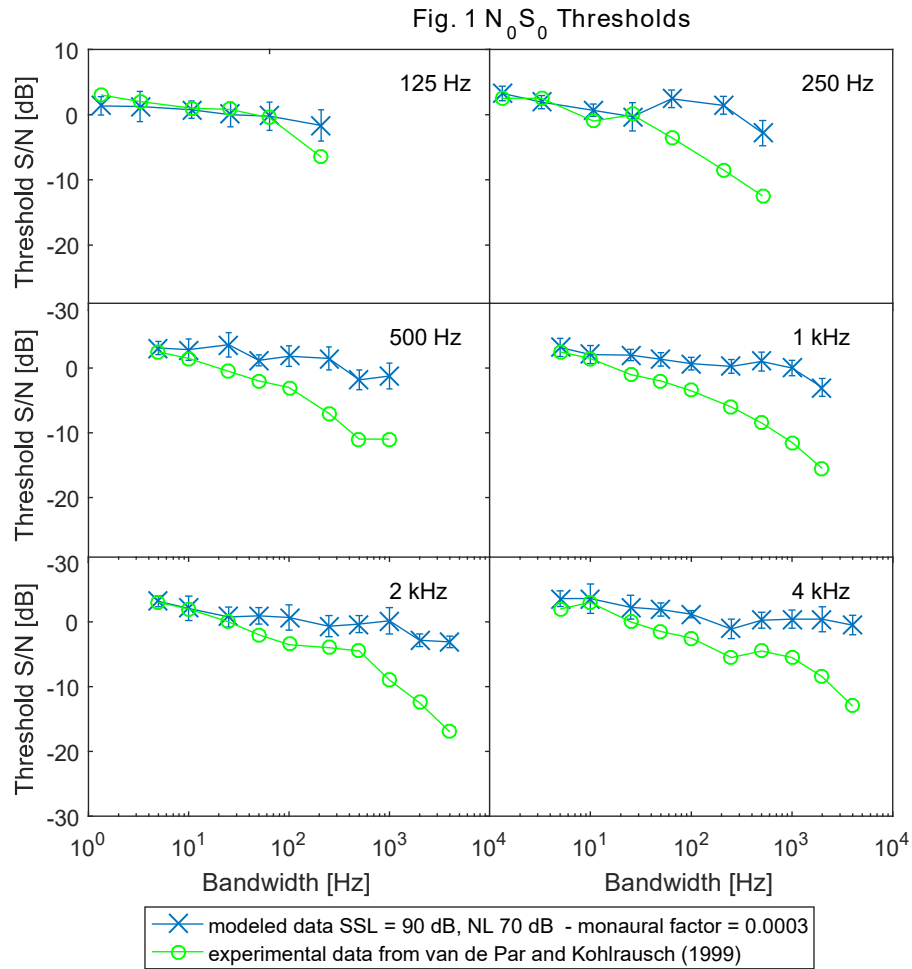 Fig. 1 N0S0 Thresholds
Threshold S/N [dB]
10
0
-10
-20
125 Hz
250 Hz
Threshold S/N [dB]
-30
0
-10
-20
500 Hz
1 kHz
Threshold S/N [dB]
-30
0
-10
-20
-30
2 kHz
4 kHz
10^0 10^1 10^2 10^3 10^4 10^1 10^2 10^3 10^4
Bandwidth [Hz] Bandwidth [Hz]
modeled data SSL = 90 dB, NL 70 dB - monaural factor = 0.0003
experimental data from van de Par and Kohlrausch (1999)